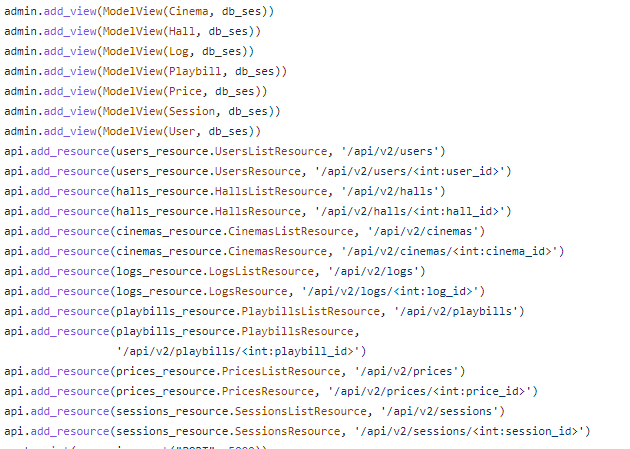 admin.add_view(ModelView(Cinema, db_ses))
admin.add_view(ModelView(Hall, db_ses))
admin.add_view(ModelView(Log, db_ses))
admin.add_view(ModelView(Playbill, db_ses))
admin.add_view(ModelView(Price, db_ses))
admin.add_view(ModelView(Session, db_ses))
admin.add_view(ModelView(User, db_ses))
api.add_resource(users_resource.UsersListResource, '/api/v2/users')
api.add_resource(users_resource.UsersResource, '/api/v2/users/<int:user_id>')
api.add_resource(halls_resource.HallsListResource, '/api/v2/halls')
api.add_resource(halls_resource.HallsResource, '/api/v2/halls/<int:hall_id>')
api.add_resource(cinemas_resource.CinemasListResource, '/api/v2/cinemas')
api.add_resource(cinemas_resource.CinemasResource, '/api/v2/cinemas/<int:cinema_id>')
api.add_resource(logs_resource.LogsListResource, '/api/v2/logs')
api.add_resource(logs_resource.LogsResource, '/api/v2/logs/<int:log_id>')
api.add_resource(playbills_resource.PlaybillsListResource, '/api/v2/playbills')
api.add_resource(playbills_resource.PlaybillsResource,
'/api/v2/playbills/<int:playbill_id>')
api.add_resource(prices_resource.PricesListResource, '/api/v2/prices')
api.add_resource(prices_resource.PricesResource, '/api/v2/prices/<int:price_id>')
api.add_resource(sessions_resource.SessionsListResource, '/api/v2/sessions')
api.add_resource(sessions_resource.SessionsResource, '/api/v2/sessions/<int:session_id>')